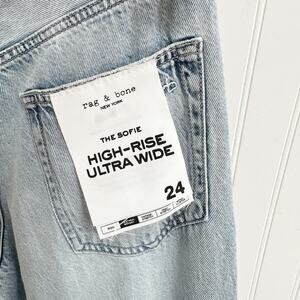 rag & bone
NEW YORK
THE SOFIE
HIGH-RISE
ULTRA WIDE
24